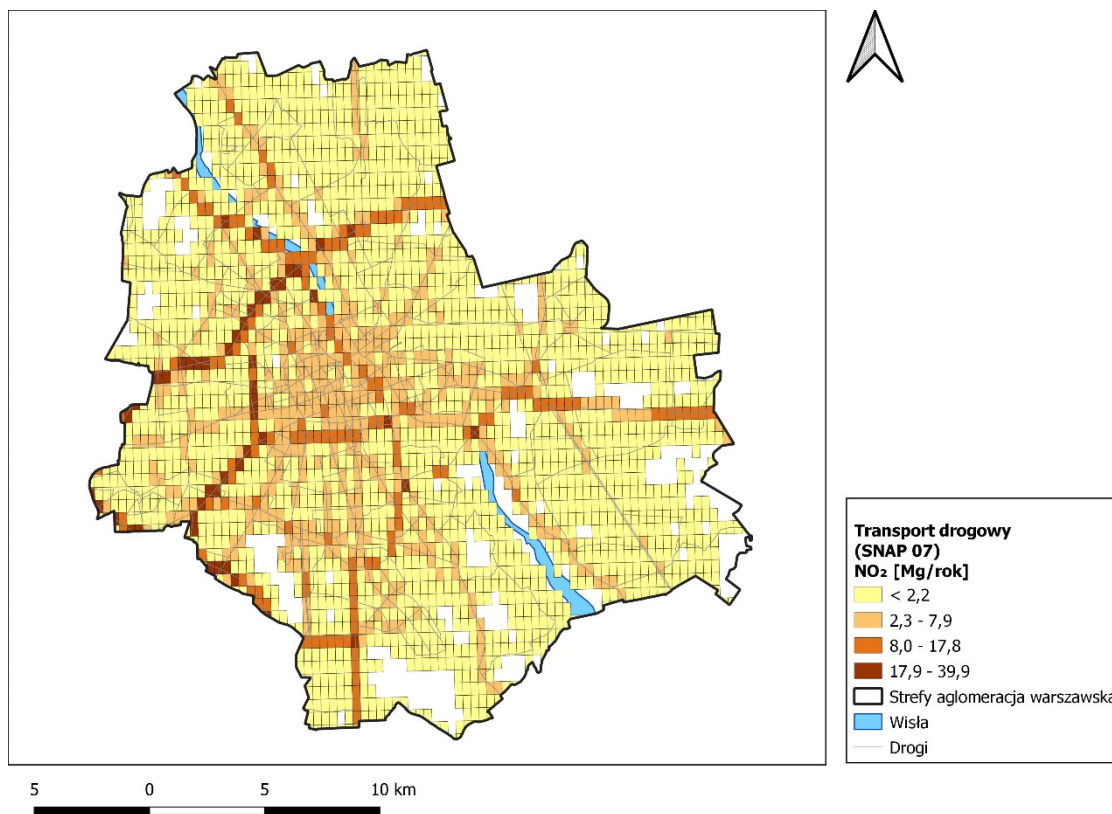 Transport drogowy
(SNAP 07)
NO₂ [Mg/rok]
< 2,2
2,3 - 7,9
8,0 - 17,8
17,9 - 39,9
Strefy aglomeracja warszawska
Wisła
Drogi
5 0 5 10 km